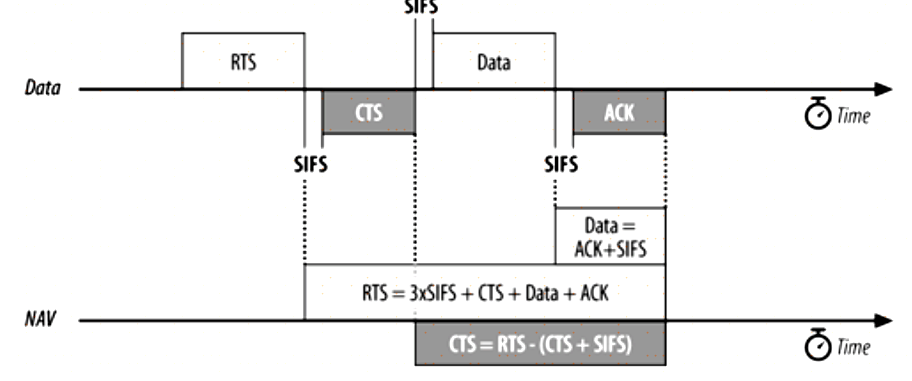 SIFS
RTS
Data
Data
CTS
ACK
Time
SIFS
SIFS
Data =
ACK+SIFS
RTS = 3xSIFS + CTS + Data + ACK
NAV
CTS = RTS - (CTS + SIFS)
Time